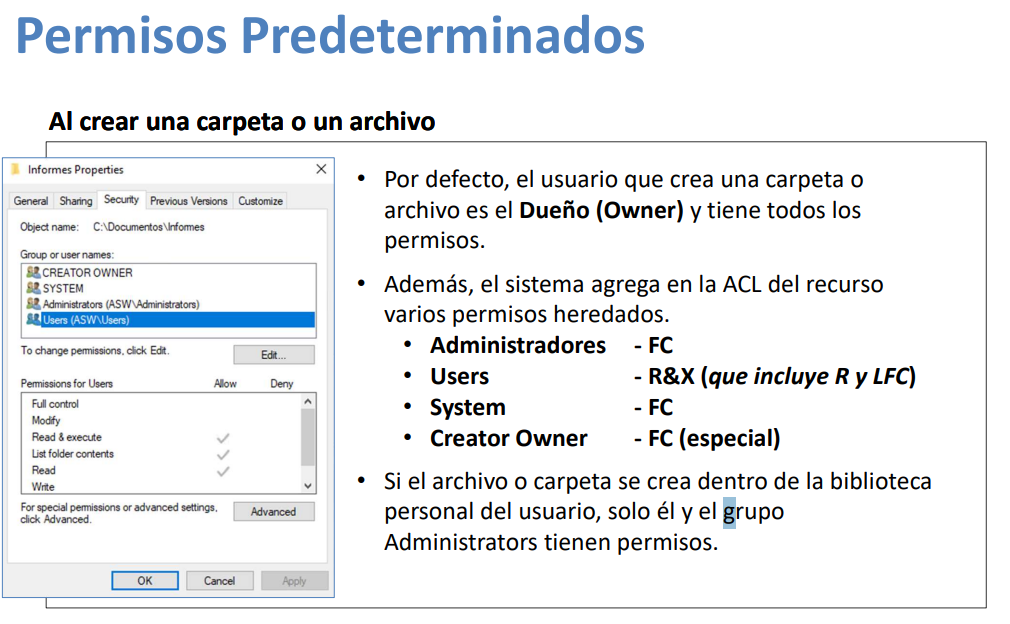 Permisos Predeterminados
Al crear una carpeta o un archivo
Informes Properties
General Sharing Security Previous Versions Customize
Object name: C:\Documentos\Informes
Group or user names:
CREATOR OWNER
SYSTEM
Administrators (ASW\Administrators)
Users (ASW\Users)
To change permissions, click Edit.
Edit...
Permissions for Users Allow Deny
Full control
Modify
Read & execute
List folder contents
Read
Write
For special permissions or advanced settings,
click Advanced.
Advanced
OK Cancel Apply
• Por defecto, el usuario que crea una carpeta o
archivo es el Dueño (Owner) y tiene todos los
permisos.
• Además, el sistema agrega en la ACL del recurso
varios permisos heredados.
• Administradores - FC
• Users - R&X (que incluye R y LFC)
• System - FC
• Creator Owner - FC (especial)
• Si el archivo o carpeta se crea dentro de la biblioteca
personal del usuario, solo él y el grupo
Administrators tienen permisos.